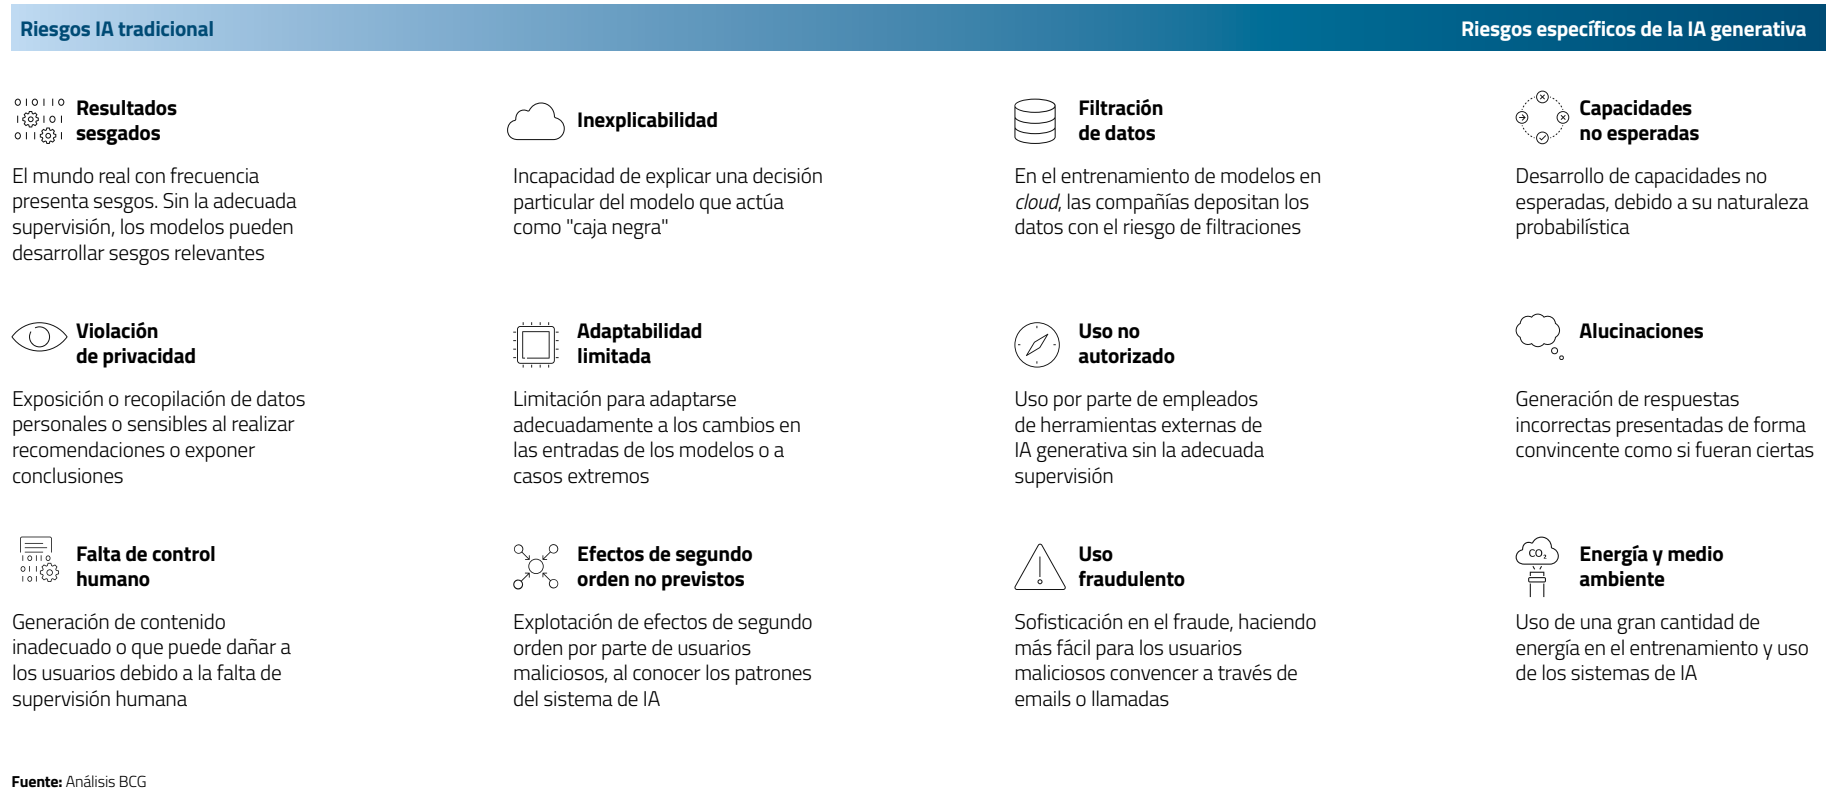 Riesgos IA tradicional
Riesgos específicos de la IA generativa
010110
101
011
Resultados
sesgados
El mundo real con frecuencia
presenta sesgos. Sin la adecuada
supervisión, los modelos pueden
desarrollar sesgos relevantes
Inexplicabilidad
Incapacidad de explicar una decisión
particular del modelo que actúa
como "caja negra"
Filtración
de datos
En el entrenamiento de modelos en
cloud, las compañías depositan los
datos con el riesgo de filtraciones
Capacidades
no esperadas
Desarrollo de capacidades no
esperadas, debido a su naturaleza
probabilística
Violación
de privacidad
Exposición o recopilación de datos
personales o sensibles al realizar
recomendaciones o exponer
conclusiones
Adaptabilidad
limitada
Limitación para adaptarse
adecuadamente a los cambios en
las entradas de los modelos o a
casos extremos
Uso no
autorizado
Uso por parte de empleados
de herramientas externas de
IA generativa sin la adecuada
supervisión
Alucinaciones
Generación de respuestas
incorrectas presentadas de forma
convincente como si fueran ciertas
10110
011
101
Falta de control
humano
Generación de contenido
inadecuado o que puede dañar a
los usuarios debido a la falta de
supervisión humana
Efectos de segundo
orden no previstos
Explotación de efectos de segundo
orden por parte de usuarios
maliciosos, al conocer los patrones
del sistema de IA
Uso
fraudulento
Sofisticación en el fraude, haciendo
más fácil para los usuarios
maliciosos convencer a través de
emails o llamadas
CO₂
Energía y medio
ambiente
Uso de una gran cantidad de
energía en el entrenamiento y uso
de los sistemas de IA
Fuente: Análisis BCG